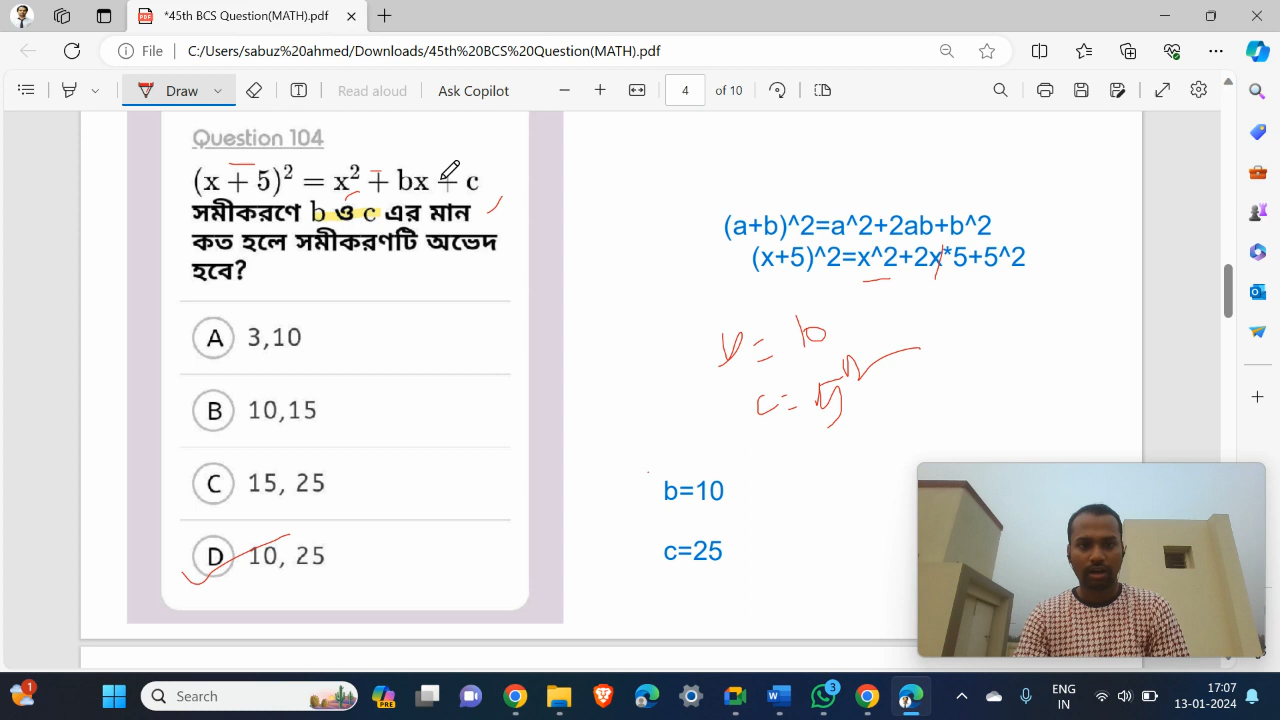 *45th BCS Question(MATH).pdf
File C:/Users/sabuz%20ahmed/Downloads/45th%20BCS%20Question(MATH).pdf
Draw Read aloud Ask Copilot 4 of 10
Question 104
(x + 5)² = x² + bx + c
সমীকরণে b ও c এর মান
কত হলে সমীকরণটি অভেদ
হবে?
A 3,10
B 10,15
C 15, 25
D 10, 25
(a+b)^2=a^2+2ab+b^2
(x+5)^2=x^2+2x*5+5^2
b = 10
c =
b=10
c=25
1 Search PRE 3 ENG 17:07
IN 13-01-2024